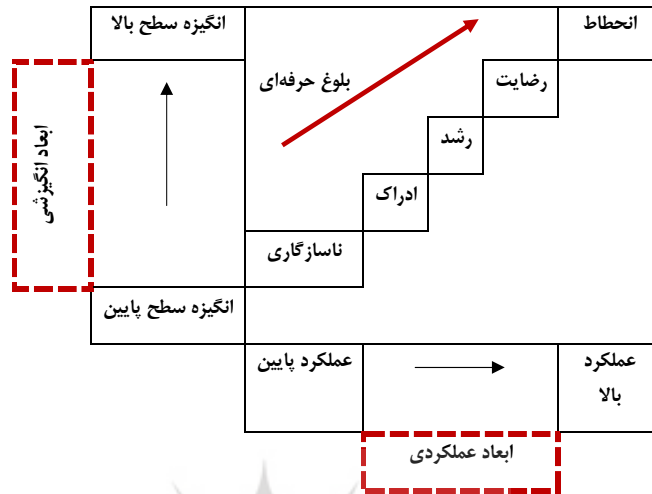 انگیزه سطح بالا
انحطاط
بلوغ حرفه‌ای
رضایت
ابعاد انگیزشی
رشد
ادراک
ناسازگاری
انگیزه سطح پایین
عملکرد پایین
عملکرد
بالا
ابعاد عملکردی